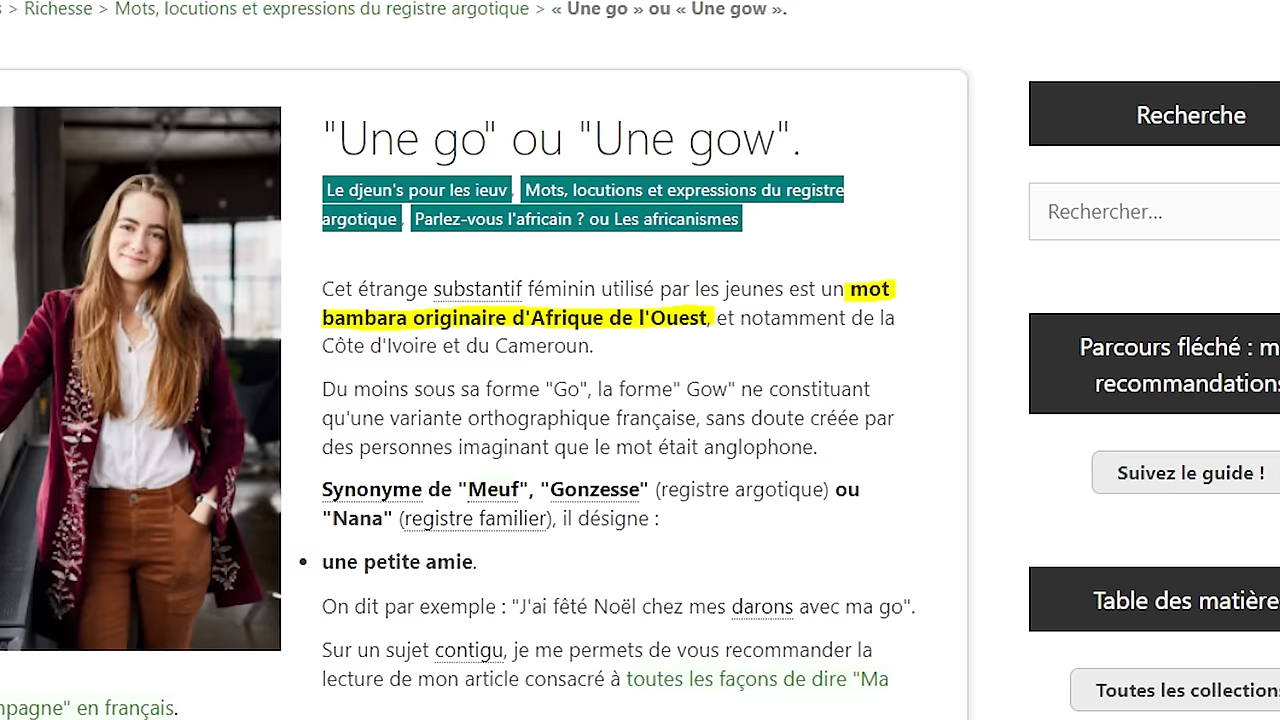 > Richesse > Mots, locutions et expressions du registre argotique > « Une go » ou « Une gow ».
"Une go" ou "Une gow".
Le djeun's pour les ieuv, Mots, locutions et expressions du registre
argotique, Parlez-vous l'africain ? ou Les africanismes
Cet étrange substantif féminin utilisé par les jeunes est un mot
bambara originaire d'Afrique de l'Ouest, et notamment de la
Côte d'Ivoire et du Cameroun.
Du moins sous sa forme "Go", la forme" Gow" ne constituant
qu'une variante orthographique française, sans doute créée par
des personnes imaginant que le mot était anglophone.
Synonyme de "Meuf", "Gonzesse" (registre argotique) ou
"Nana" (registre familier), il désigne :
• une petite amie.
On dit par exemple : "J'ai fêté Noël chez mes darons avec ma go".
Sur un sujet contigu, je me permets de vous recommander la
lecture de mon article consacré à toutes les façons de dire "Ma
mpagne" en français.
Recherche
Rechercher...
Parcours fléché : m
recommandations
Suivez le guide !
Table des matière
Toutes les collection